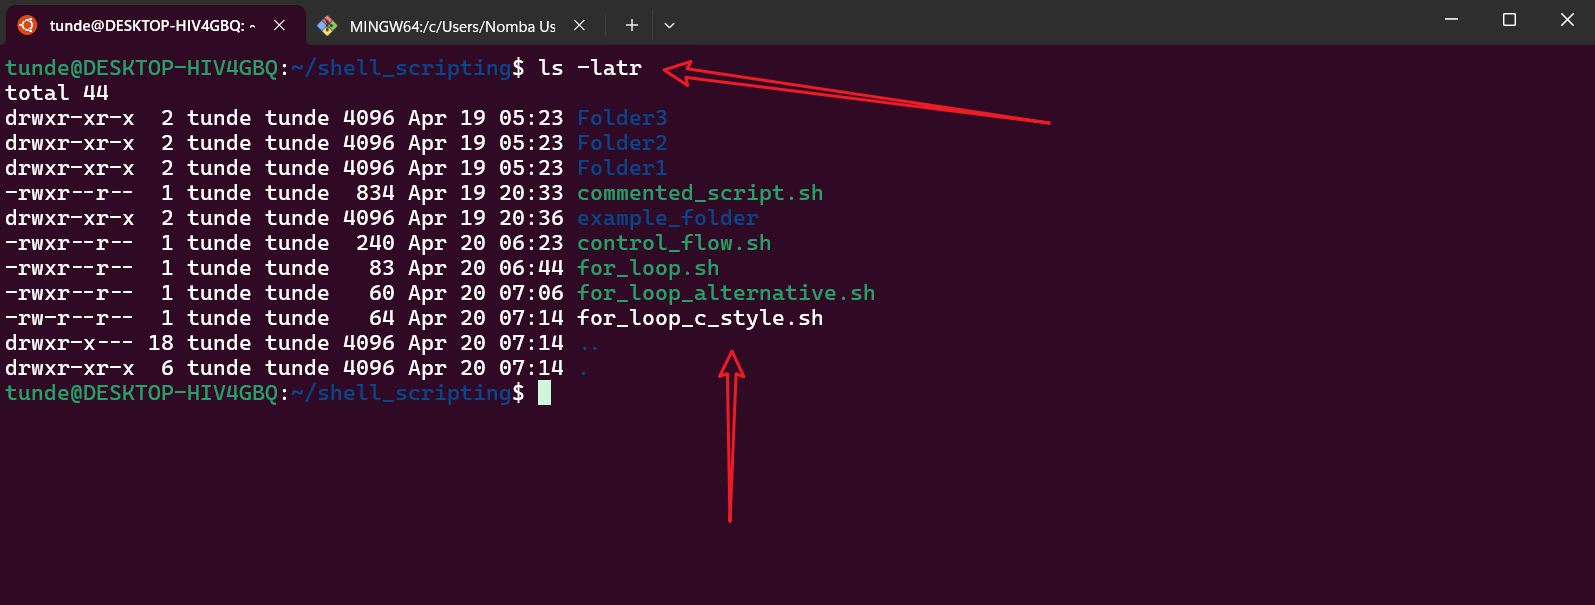 tunde@DESKTOP-HIV4GBQ: ~
MINGW64:/c/Users/Nomba Us
tunde@DESKTOP-HIV4GBQ:~/shell_scripting$ ls -latr
total 44
drwxr-xr-x  2 tunde tunde 4096 Apr 19 05:23 Folder3
drwxr-xr-x  2 tunde tunde 4096 Apr 19 05:23 Folder2
drwxr-xr-x  2 tunde tunde 4096 Apr 19 05:23 Folder1
-rwxr--r--  1 tunde tunde  834 Apr 19 20:33 commented_script.sh
drwxr-xr-x  2 tunde tunde 4096 Apr 19 20:36 example_folder
-rwxr--r--  1 tunde tunde  240 Apr 20 06:23 control_flow.sh
-rwxr--r--  1 tunde tunde   83 Apr 20 06:44 for_loop.sh
-rwxr--r--  1 tunde tunde   60 Apr 20 07:06 for_loop_alternative.sh
-rw-r--r--  1 tunde tunde   64 Apr 20 07:14 for_loop_c_style.sh
drwxr-x--- 18 tunde tunde 4096 Apr 20 07:14 ..
drwxr-xr-x  6 tunde tunde 4096 Apr 20 07:14 .
tunde@DESKTOP-HIV4GBQ:~/shell_scripting$